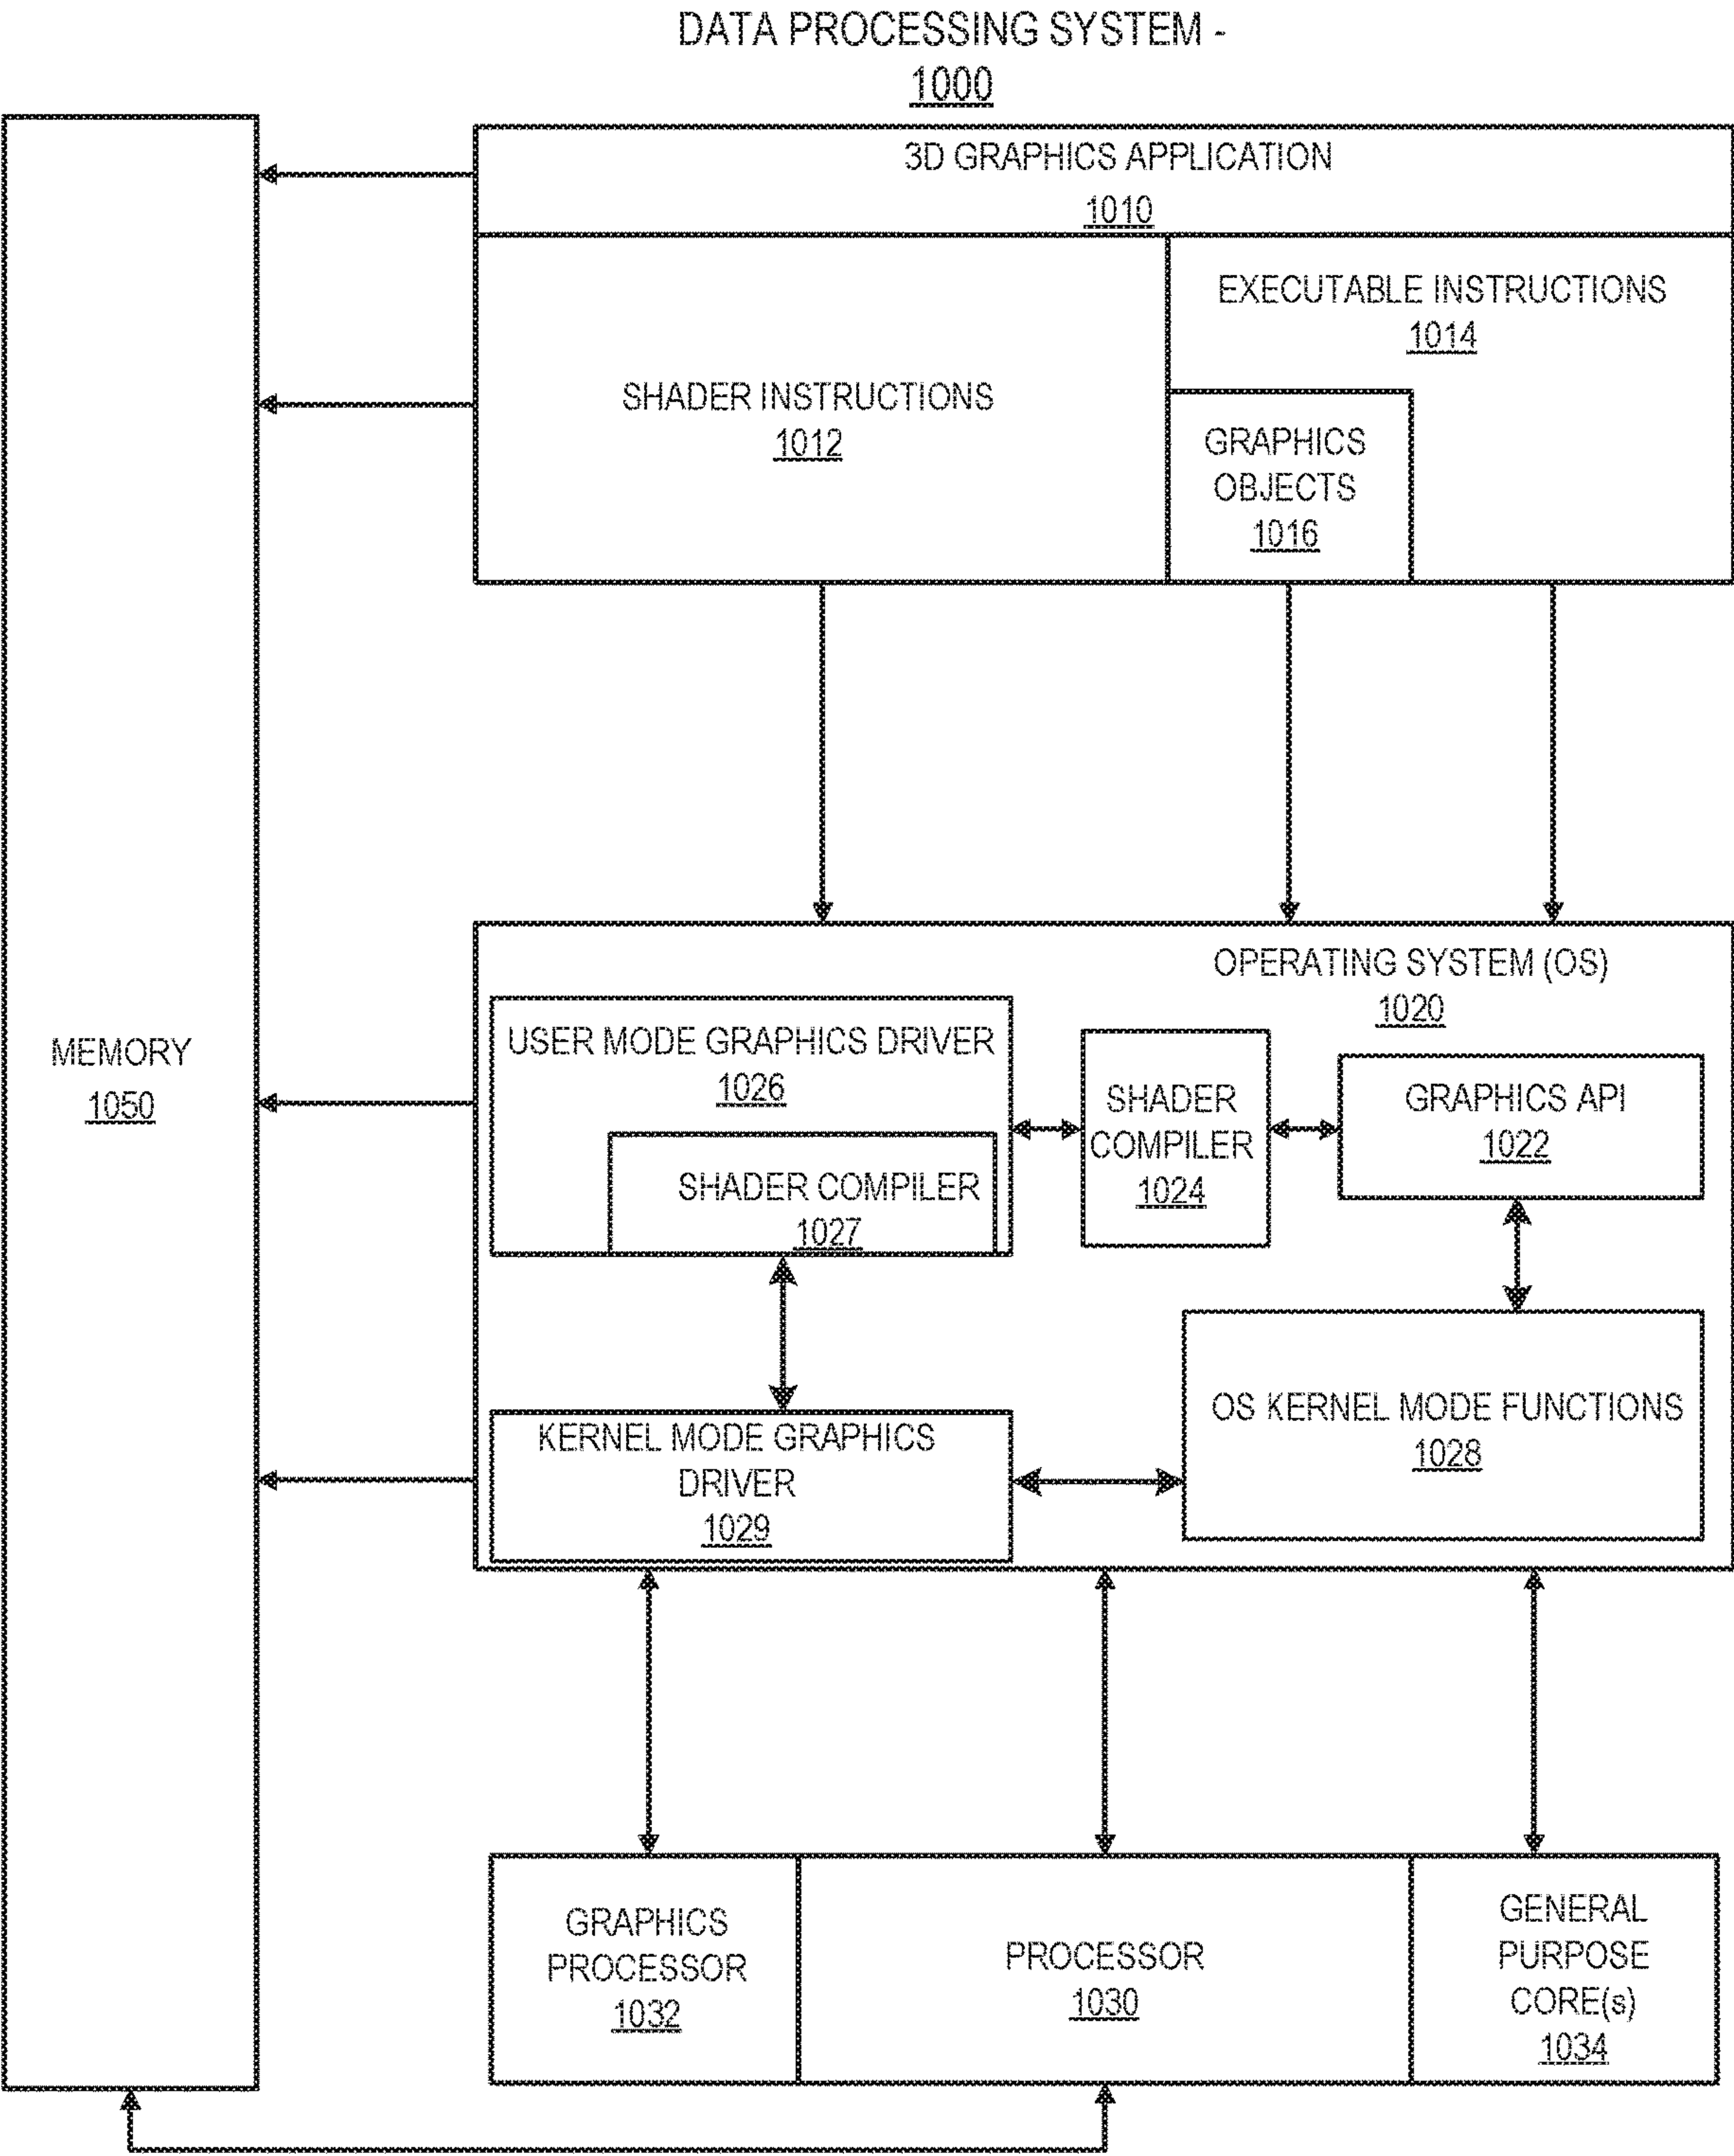 DATA PROCESSING SYSTEM -
1000
3D GRAPHICS APPLICATION
1010
SHADER INSTRUCTIONS
1012
EXECUTABLE INSTRUCTIONS
1014
GRAPHICS
OBJECTS
1016
MEMORY
1050
OPERATING SYSTEM (OS)
1020
USER MODE GRAPHICS DRIVER
1026
SHADER COMPILER
1027
SHADER
COMPILER
1024
GRAPHICS API
1022
KERNEL MODE GRAPHICS
DRIVER
1029
OS KERNEL MODE FUNCTIONS
1028
GRAPHICS
PROCESSOR
1032
PROCESSOR
1030
GENERAL
PURPOSE
CORE(s)
1034